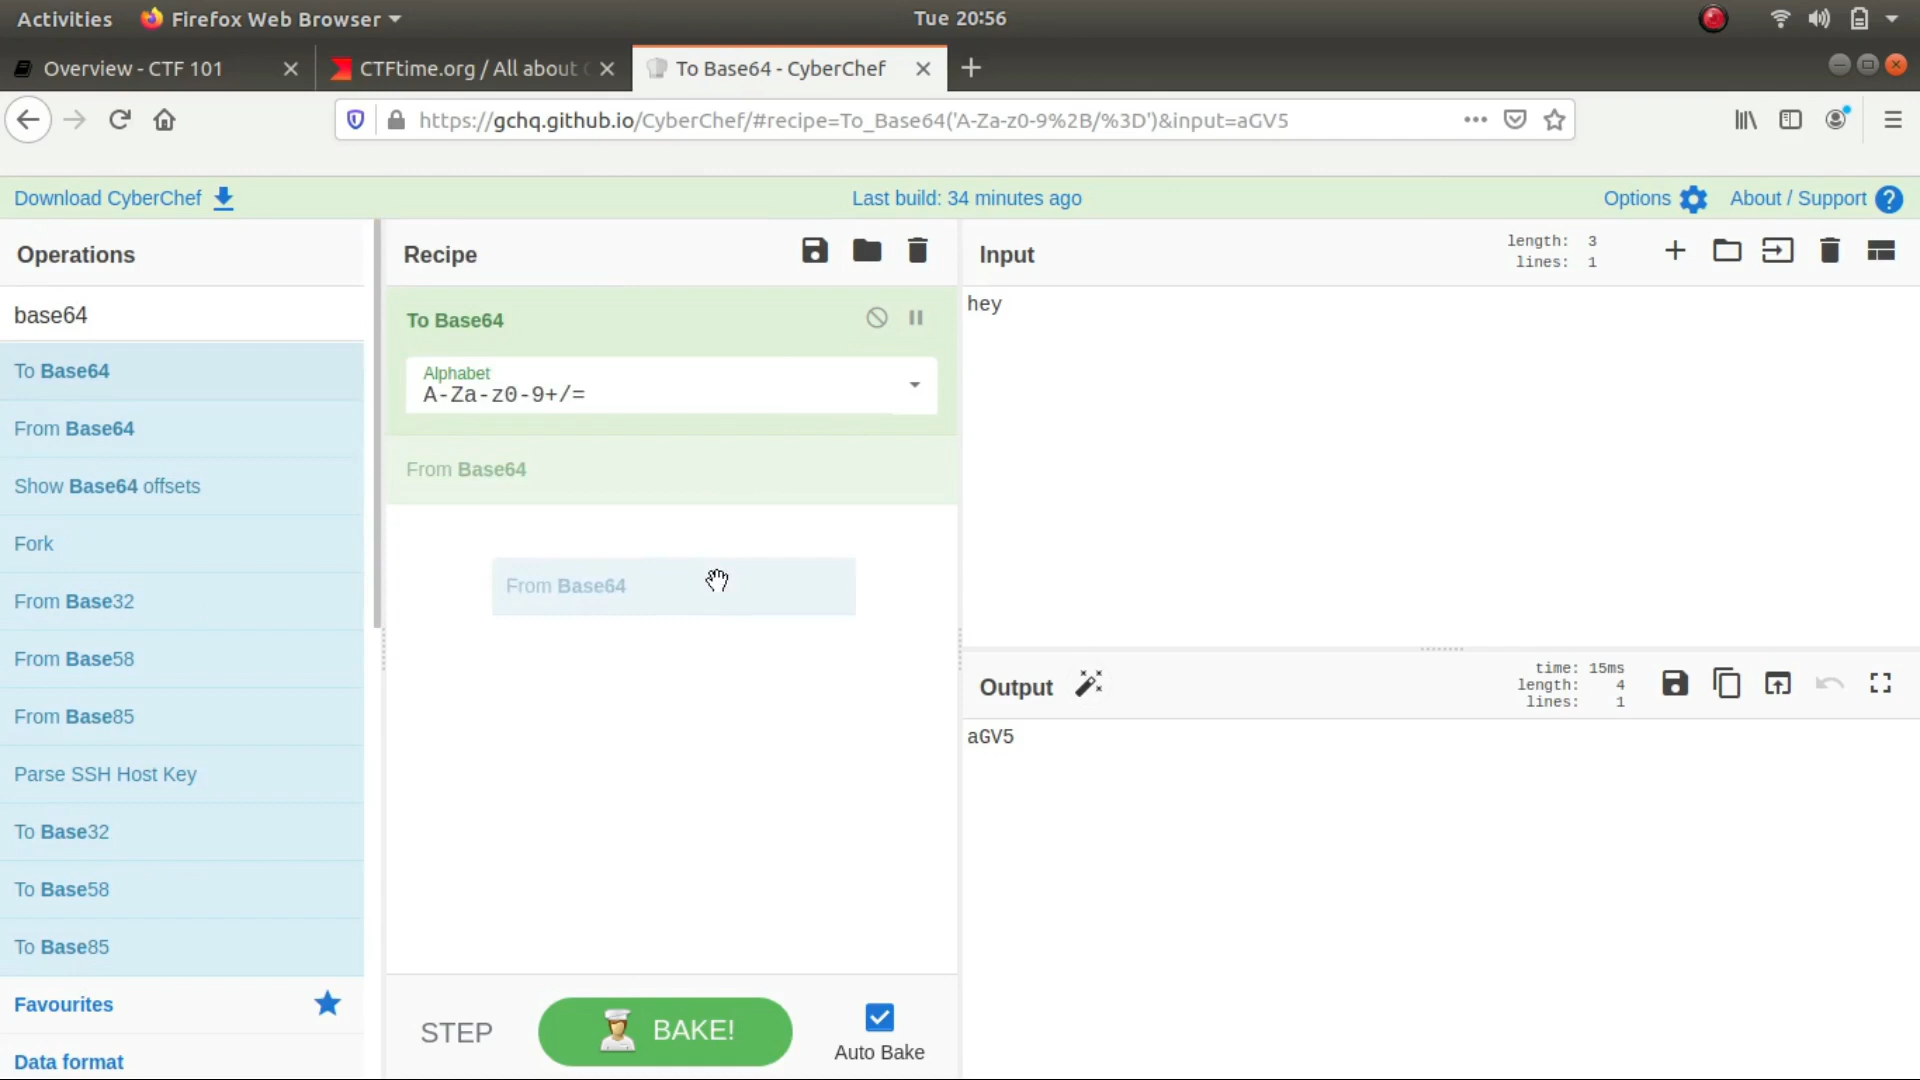 Activities
Firefox Web Browser
Tue 20:56
Overview - CTF 101
CTFtime.org / All about
To Base64 - CyberChef
https://gchq.github.io/CyberChef/#recipe=To_Base64('A-Za-z0-9%2B/%3D')&input=aGV5
Download CyberChef
Last build: 34 minutes ago
Options
About / Support
Operations
base64
To Base64
From Base64
Show Base64 offsets
Fork
From Base32
From Base58
From Base85
Parse SSH Host Key
To Base32
To Base58
To Base85
Favourites
Data format
Recipe
To Base64
Alphabet
A-Za-z0-9+/=
From Base64
From Base64
STEP
BAKE!
Auto Bake
Input
length: 3
lines: 1
hey
Output
time: 15ms
length: 4
lines: 1
aGV5